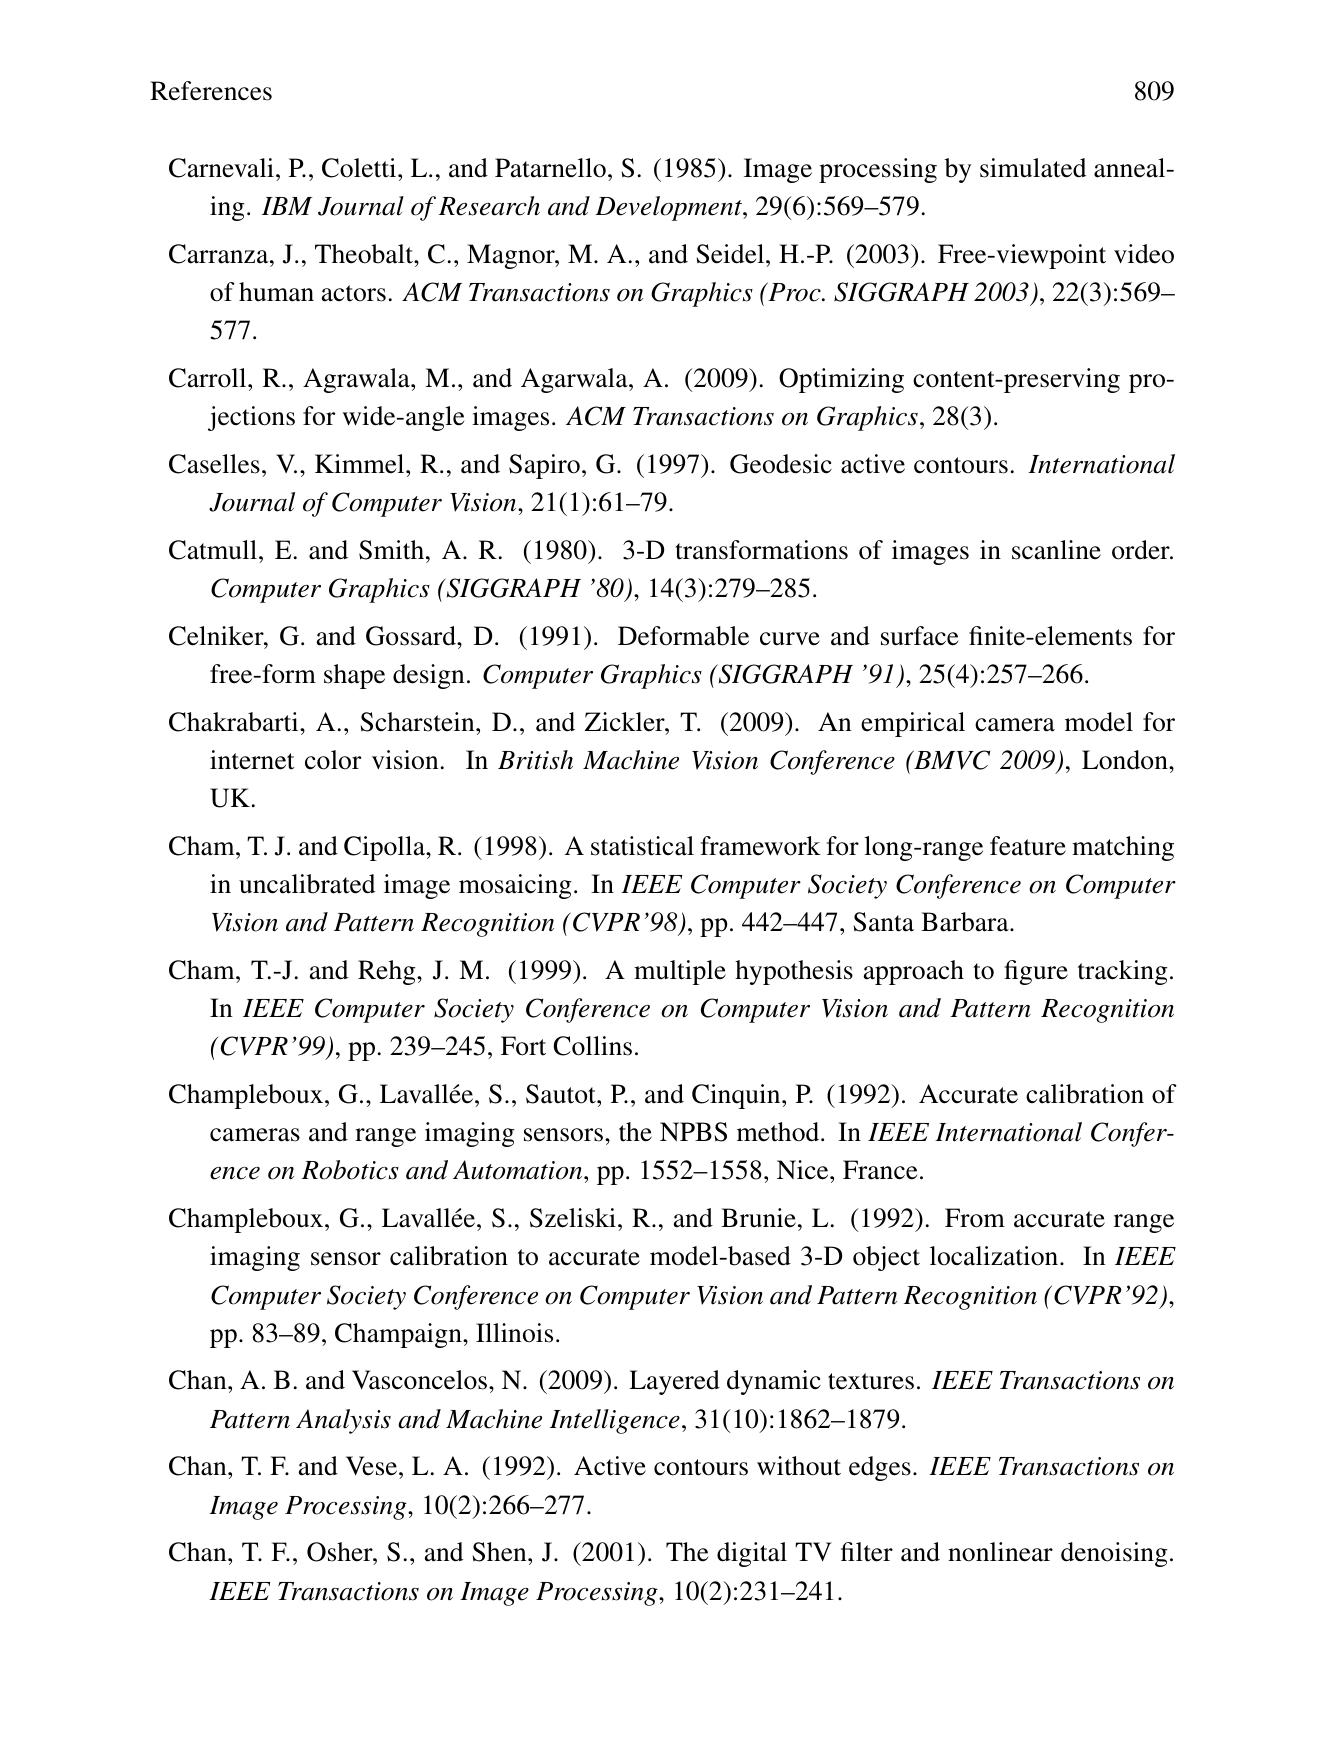 References 809
Carnevali, P., Coletti, L., and Patarnello, S. (1985). Image processing by simulated anneal-
ing. IBM Journal of Research and Development, 29(6):569–579.
Carranza, J., Theobalt, C., Magnor, M. A., and Seidel, H.-P. (2003). Free-viewpoint video
of human actors. ACM Transactions on Graphics (Proc. SIGGRAPH 2003), 22(3):569–
577.
Carroll, R., Agrawala, M., and Agarwala, A. (2009). Optimizing content-preserving pro-
jections for wide-angle images. ACM Transactions on Graphics, 28(3).
Caselles, V., Kimmel, R., and Sapiro, G. (1997). Geodesic active contours. International
Journal of Computer Vision, 21(1):61–79.
Catmull, E. and Smith, A. R. (1980). 3-D transformations of images in scanline order.
Computer Graphics (SIGGRAPH ’80), 14(3):279–285.
Celniker, G. and Gossard, D. (1991). Deformable curve and surface finite-elements for
free-form shape design. Computer Graphics (SIGGRAPH ’91), 25(4):257–266.
Chakrabarti, A., Scharstein, D., and Zickler, T. (2009). An empirical camera model for
internet color vision. In British Machine Vision Conference (BMVC 2009), London,
UK.
Cham, T. J. and Cipolla, R. (1998). A statistical framework for long-range feature matching
in uncalibrated image mosaicing. In IEEE Computer Society Conference on Computer
Vision and Pattern Recognition (CVPR’98), pp. 442–447, Santa Barbara.
Cham, T.-J. and Rehg, J. M. (1999). A multiple hypothesis approach to figure tracking.
In IEEE Computer Society Conference on Computer Vision and Pattern Recognition
(CVPR’99), pp. 239–245, Fort Collins.
Champleboux, G., Lavallée, S., Sautot, P., and Cinquin, P. (1992). Accurate calibration of
cameras and range imaging sensors, the NPBS method. In IEEE International Confer-
ence on Robotics and Automation, pp. 1552–1558, Nice, France.
Champleboux, G., Lavallée, S., Szeliski, R., and Brunie, L. (1992). From accurate range
imaging sensor calibration to accurate model-based 3-D object localization. In IEEE
Computer Society Conference on Computer Vision and Pattern Recognition (CVPR’92),
pp. 83–89, Champaign, Illinois.
Chan, A. B. and Vasconcelos, N. (2009). Layered dynamic textures. IEEE Transactions on
Pattern Analysis and Machine Intelligence, 31(10):1862–1879.
Chan, T. F. and Vese, L. A. (1992). Active contours without edges. IEEE Transactions on
Image Processing, 10(2):266–277.
Chan, T. F., Osher, S., and Shen, J. (2001). The digital TV filter and nonlinear denoising.
IEEE Transactions on Image Processing, 10(2):231–241.